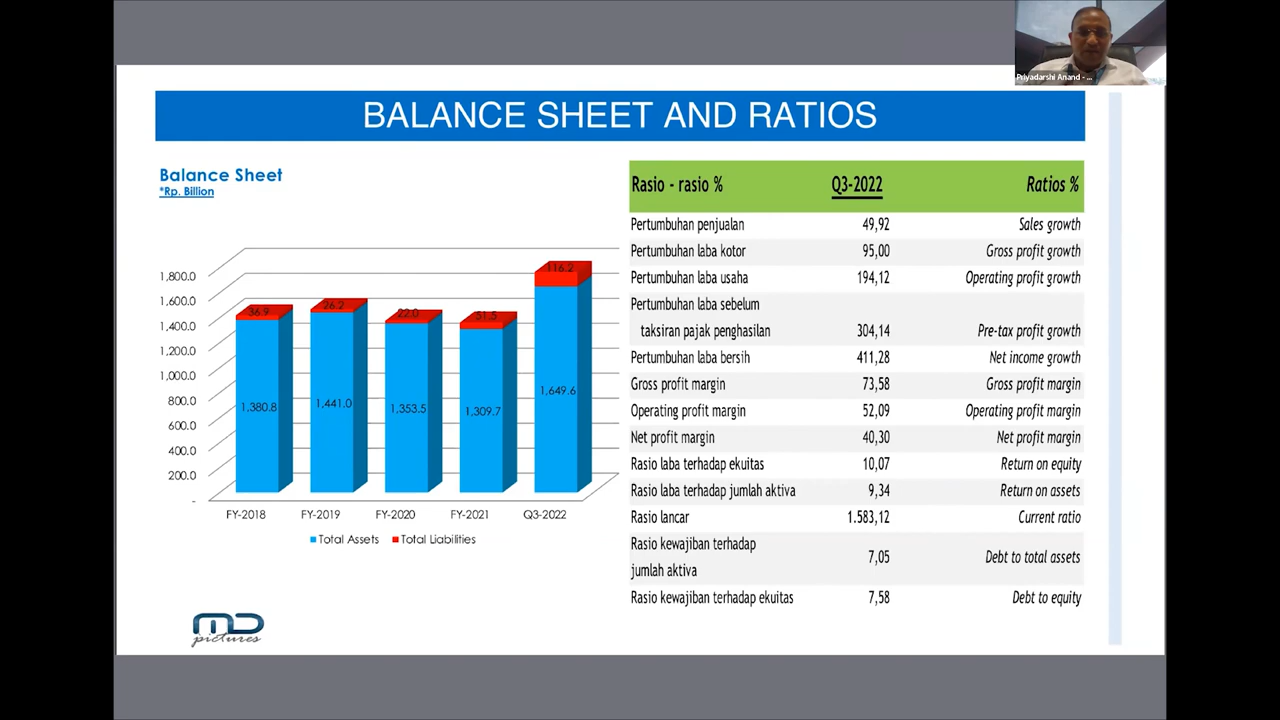 Priyadarshi Anand - ...
BALANCE SHEET AND RATIOS
Balance Sheet
*Rp. Billion
1,800.0
1,600.0
1,400.0
1,200.0
1,000.0
800.0
600.0
400.0
200.0
-
36.9
26.2
22.0
51.5
116.2
1,380.8
1,441.0
1,353.5
1,309.7
1,649.6
FY-2018
FY-2019
FY-2020
FY-2021
Q3-2022
Total Assets
Total Liabilities
Rasio - rasio % Q3-2022 Ratios %
Pertumbuhan penjualan 49,92 Sales growth
Pertumbuhan laba kotor 95,00 Gross profit growth
Pertumbuhan laba usaha 194,12 Operating profit growth
Pertumbuhan laba sebelum
taksiran pajak penghasilan 304,14 Pre-tax profit growth
Pertumbuhan laba bersih 411,28 Net income growth
Gross profit margin 73,58 Gross profit margin
Operating profit margin 52,09 Operating profit margin
Net profit margin 40,30 Net profit margin
Rasio laba terhadap ekuitas 10,07 Return on equity
Rasio laba terhadap jumlah aktiva 9,34 Return on assets
Rasio lancar 1.583,12 Current ratio
Rasio kewajiban terhadap
jumlah aktiva 7,05 Debt to total assets
Rasio kewajiban terhadap ekuitas 7,58 Debt to equity
MD
pictures